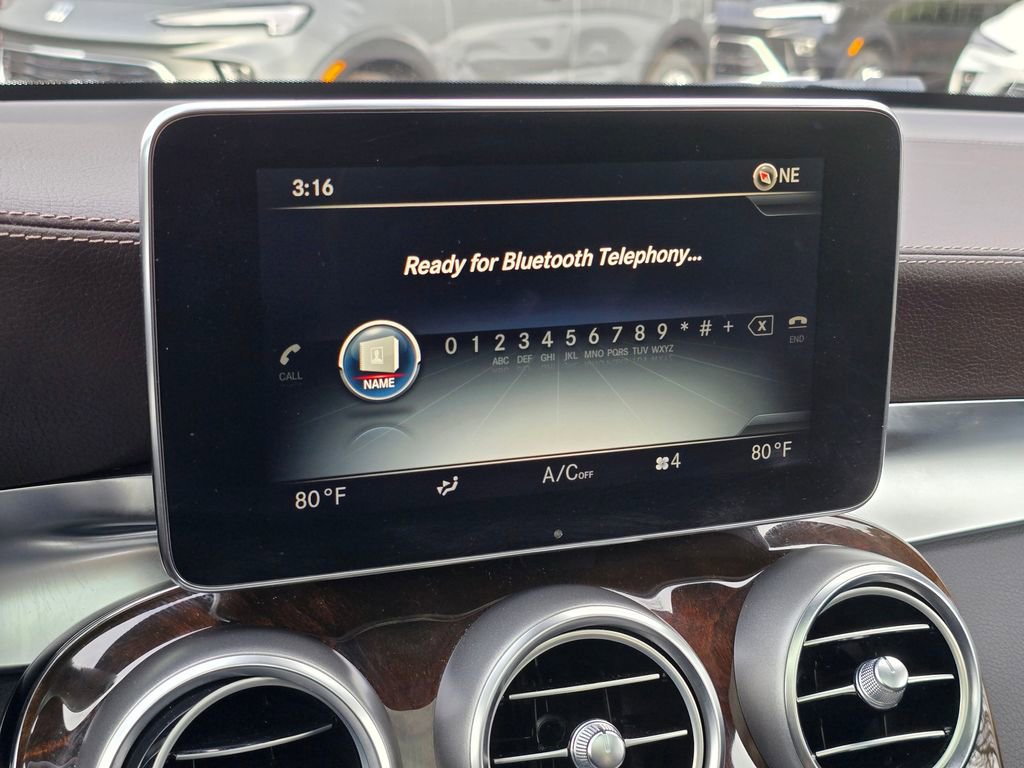 3:16
NE
Ready for Bluetooth Telephony...
CALL
NAME
0 1 2 3 4 5 6 7 8 9 * # +
ABC DEF GHI JKL MNO PQRS TUV WXYZ
X
END
80°F
A/C OFF
4
80°F